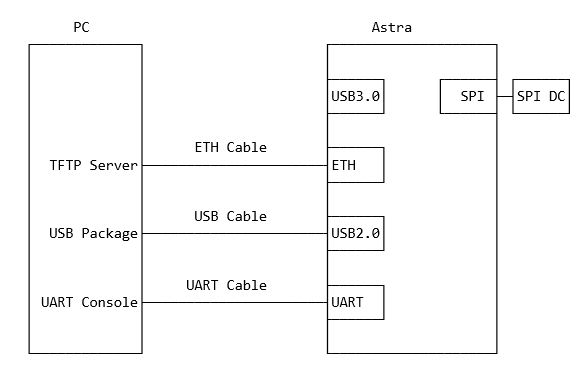 PC
Astra
USB3.0
SPI
SPI DC
ETH Cable
TFTP Server
ETH
USB Cable
USB Package
USB2.0
UART Cable
UART Console
UART